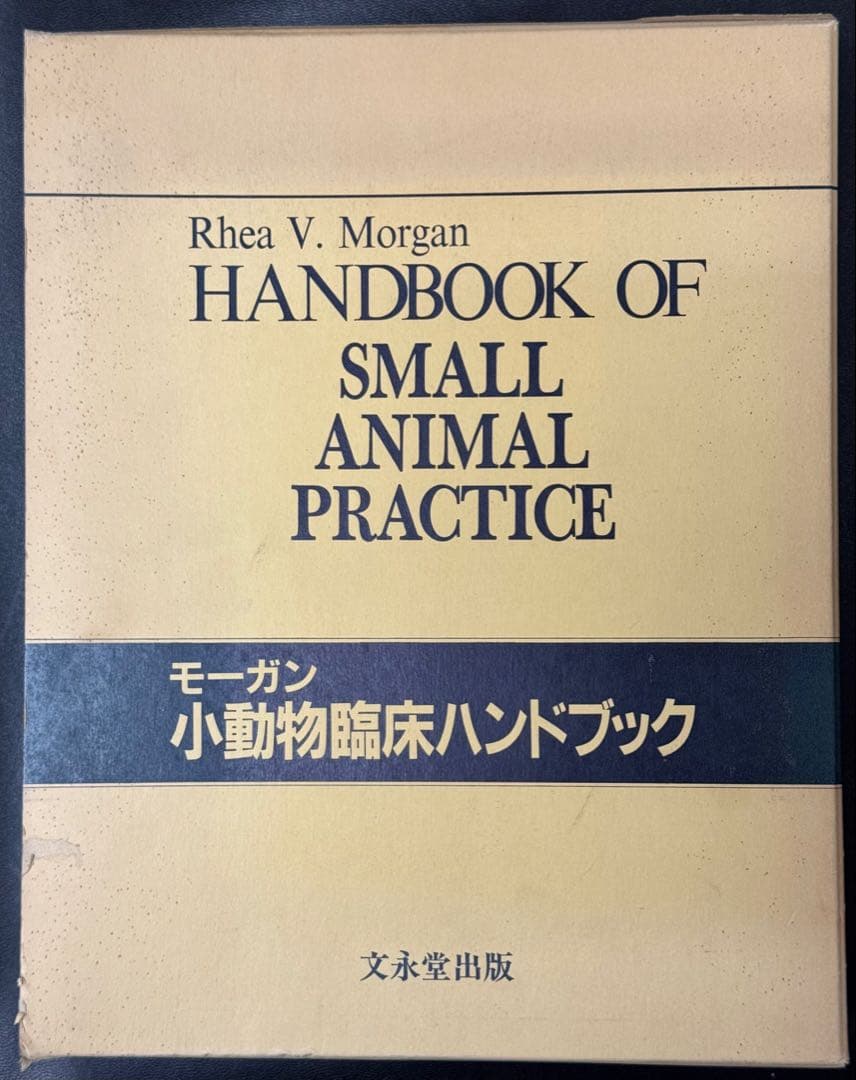 Rhea V. Morgan
HANDBOOK OF
SMALL
ANIMAL
PRACTICE
モーガン
小動物臨床ハンドブック
文永堂出版